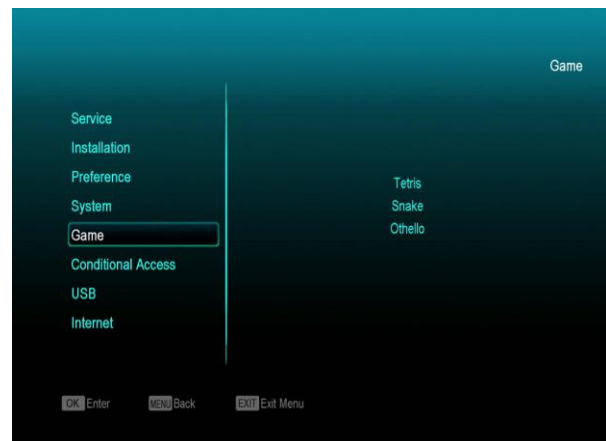 Game
Service
Installation
Preference
System
Game
Conditional Access
USB
Internet
Tetris
Snake
Othello
OK Enter MENU Back EXIT Exit Menu